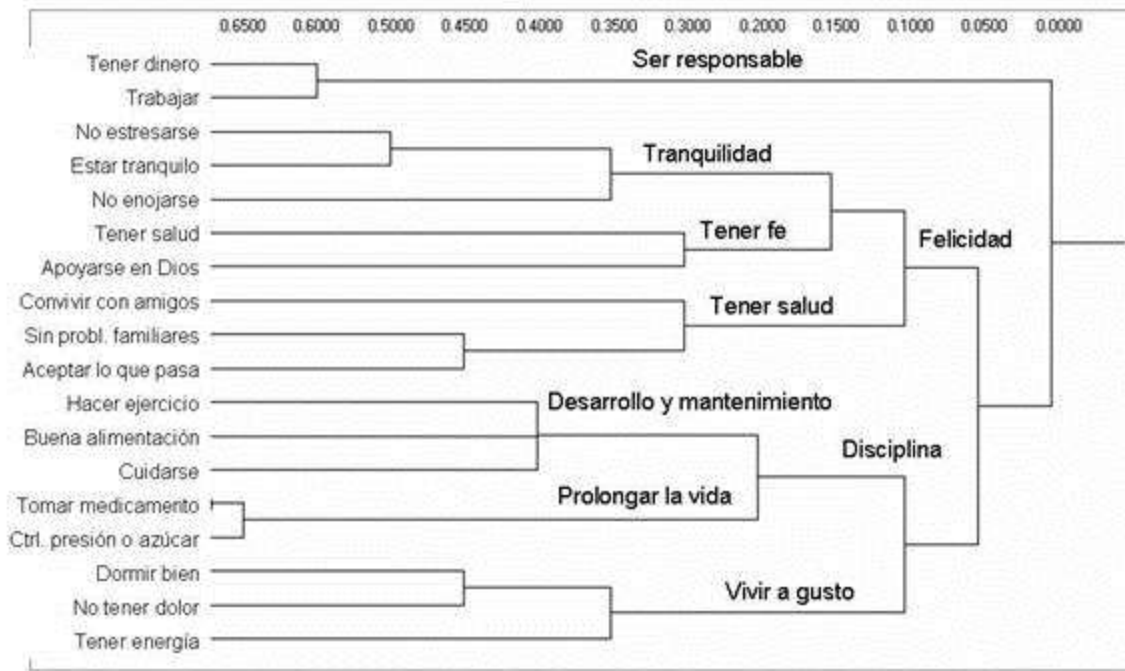 0.6500 0.6000 0.5000 0.4500 0.4000 0.3500 0.3000 0.2000 0.1500 0.1000 0.0500 0.0000
Ser responsable
Tener dinero
Trabajar
No estresarse
Tranquilidad
Estar tranquilo
No enojarse
Tener salud
Tener fe
Felicidad
Apoyarse en Dios
Convivir con amigos
Tener salud
Sin probl. familiares
Aceptar lo que pasa
Hacer ejercicio
Desarrollo y mantenimiento
Buena alimentación
Disciplina
Cuidarse
Prolongar la vida
Tomar medicamento
Ctrl. presión o azúcar
Dormir bien
Vivir a gusto
No tener dolor
Tener energía